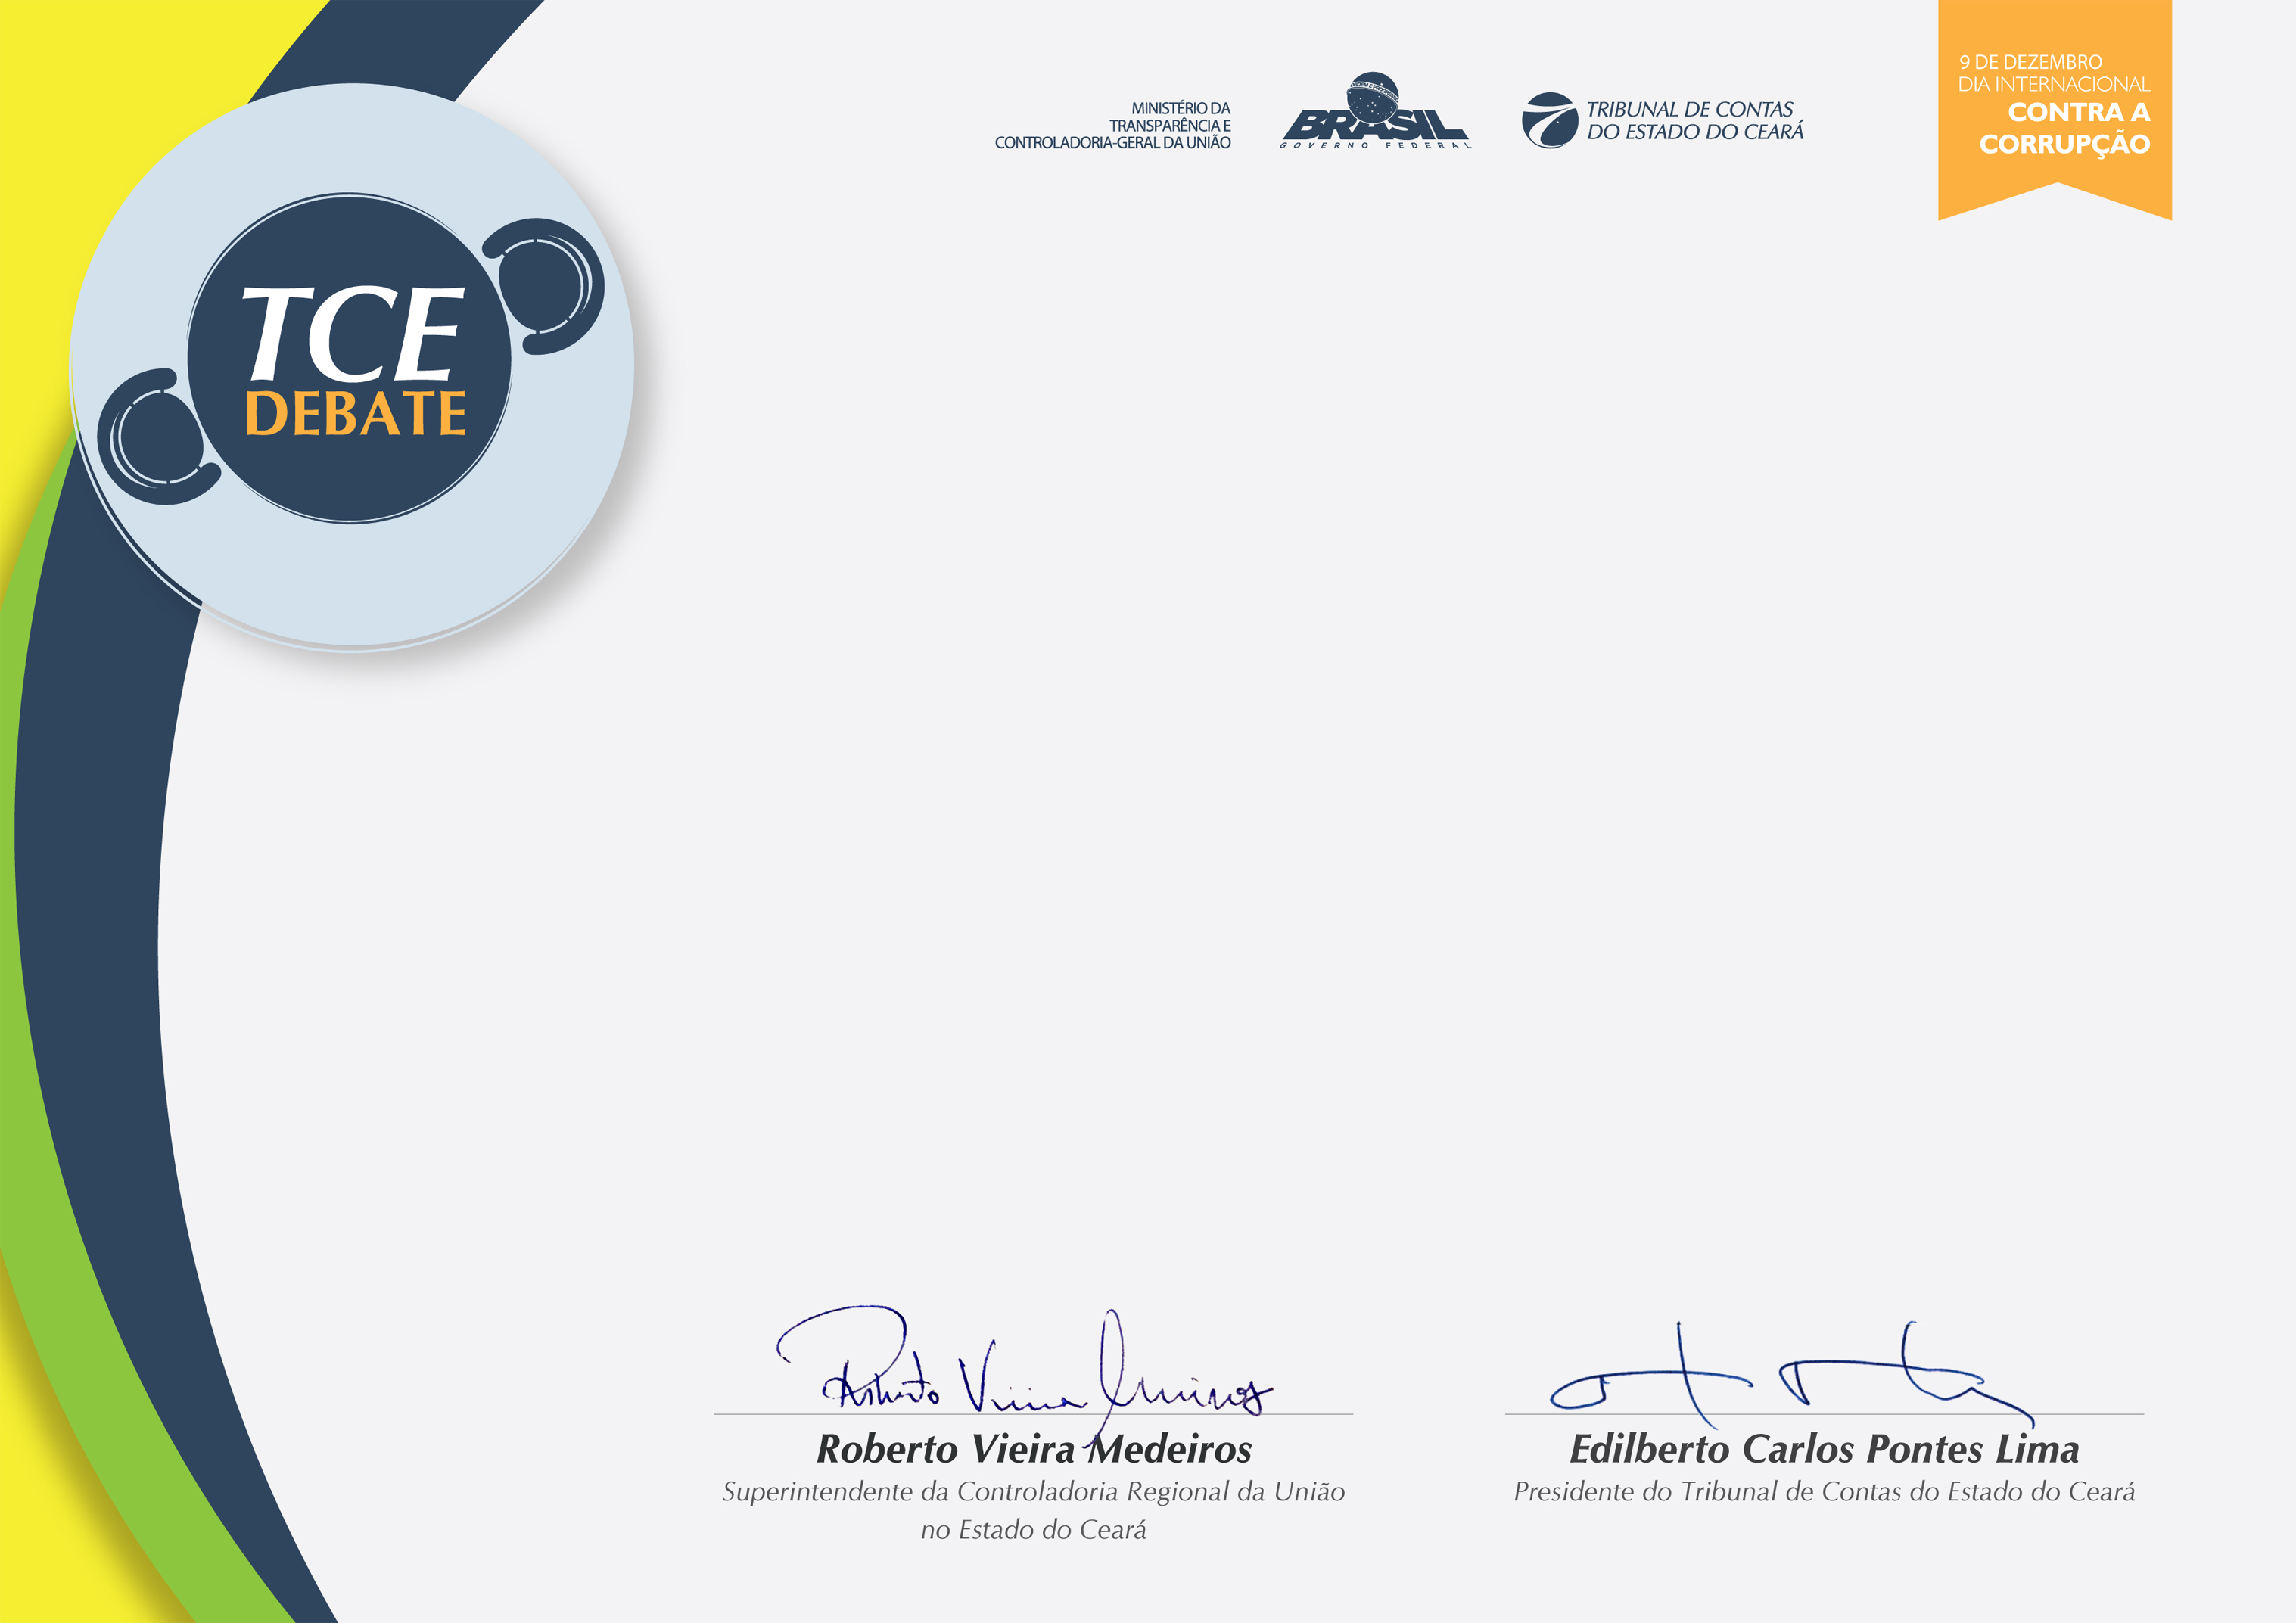 MINISTÉRIO DA
TRANSPARÊNCIA E
CONTROLADORIA-GERAL DA UNIÃO
BRASIL
GOVERNO FEDERAL
TRIBUNAL DE CONTAS
DO ESTADO DO CEARÁ
9 DE DEZEMBRO
DIA INTERNACIONAL
CONTRA A
CORRUPÇÃO
TCE
DEBATE
Roberto Vieira Medeiros
Roberto Vieira Medeiros
Superintendente da Controladoria Regional da União
no Estado do Ceará
Edilberto Carlos Pontes Lima
Presidente do Tribunal de Contas do Estado do Ceará